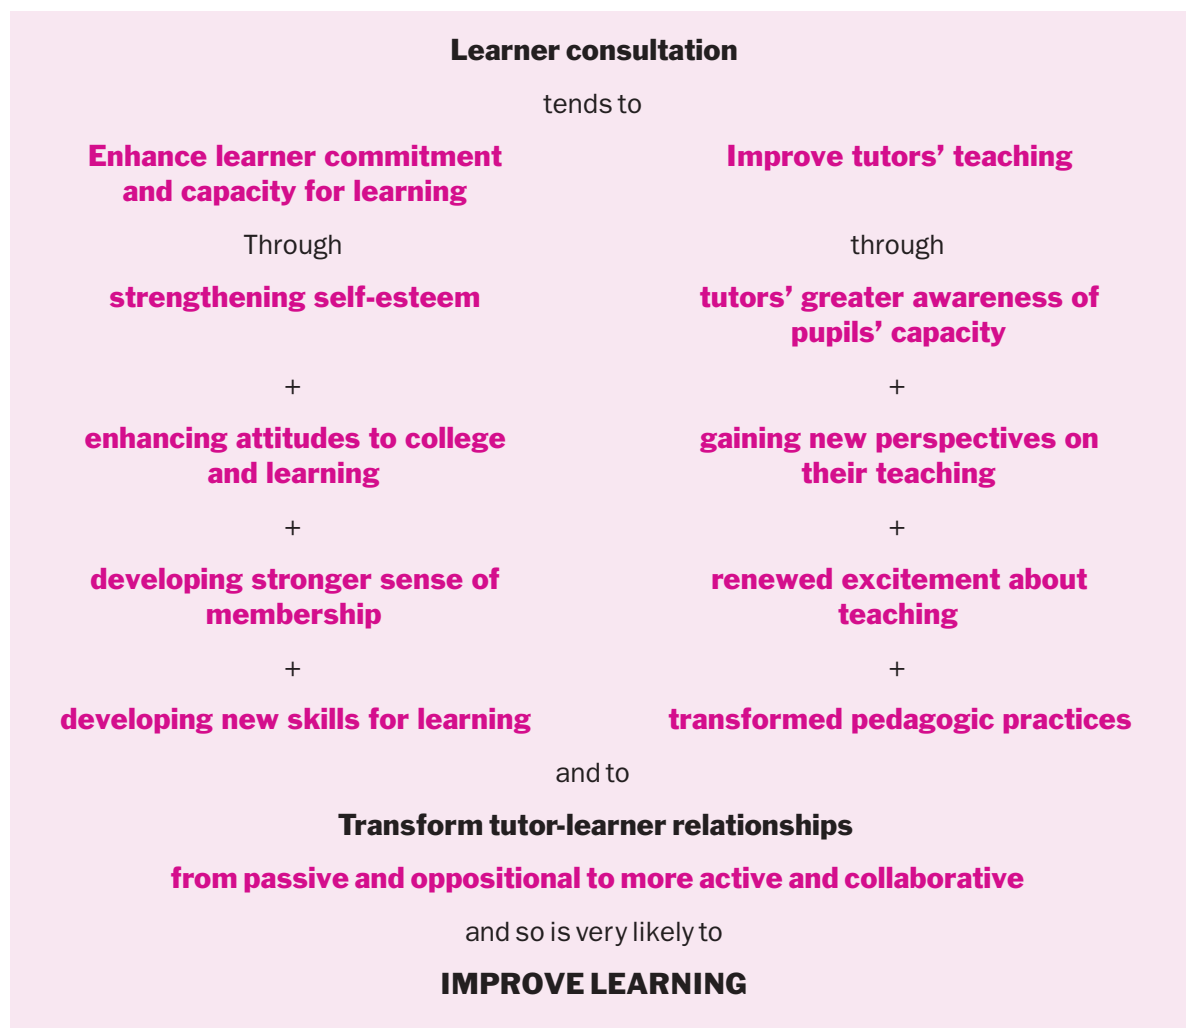 Learner consultation
tends to
Enhance learner commitment
and capacity for learning
Improve tutors’ teaching
Through
through
strengthening self-esteem
tutors’ greater awareness of
pupils’ capacity
+
+
enhancing attitudes to college
and learning
gaining new perspectives on
their teaching
+
+
developing stronger sense of
membership
renewed excitement about
teaching
+
+
developing new skills for learning
transformed pedagogic practices
and to
Transform tutor-learner relationships
from passive and oppositional to more active and collaborative
and so is very likely to
IMPROVE LEARNING